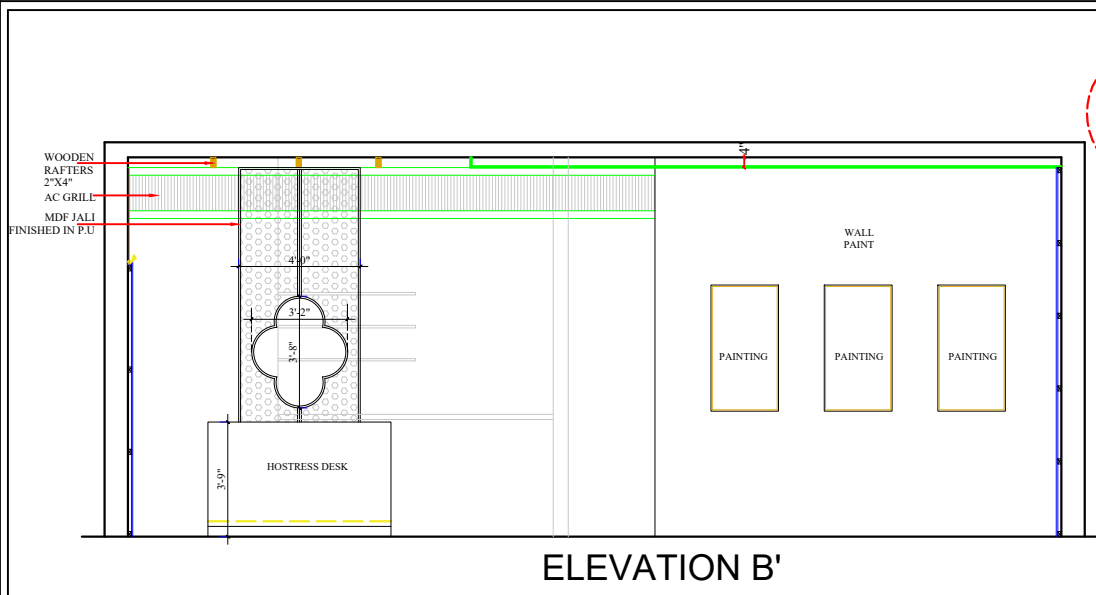 4"
WOODEN
RAFTERS
2"X4"
AC GRILL
MDF JALI
FINISHED IN P.U
WALL
PAINT
4'-0"
3'-2"
3'-8"
PAINTING
PAINTING
PAINTING
HOSTRESS DESK
3'-9"
ELEVATION B'